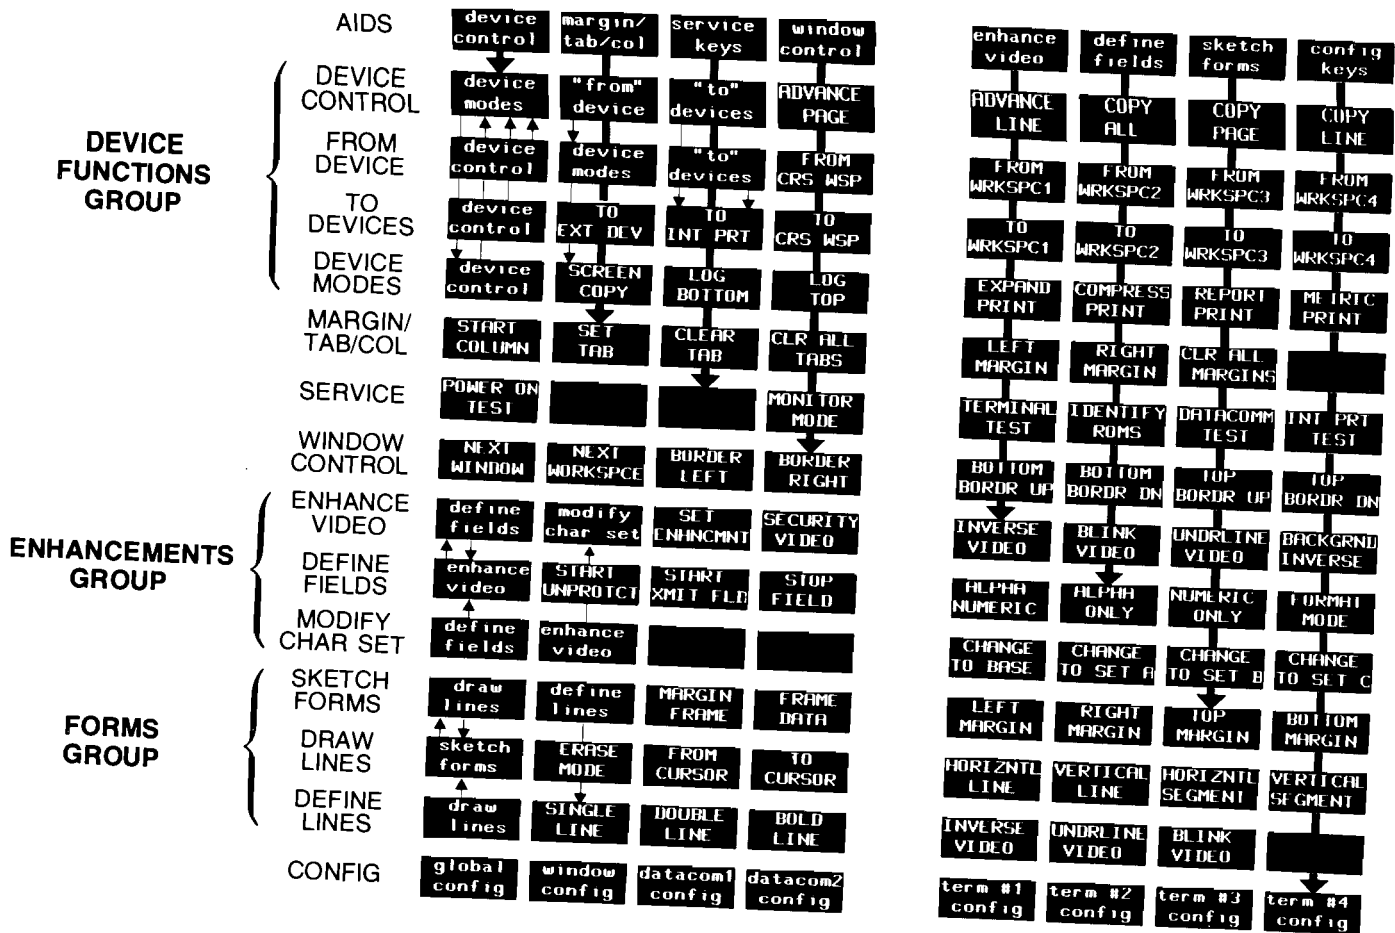 AIDS
device control
margin/ tab/col
service keys
window control
enhance video
define fields
sketch forms
config keys
DEVICE FUNCTIONS GROUP
DEVICE CONTROL
device modes
"from" device
"to" devices
ADVANCE PAGE
ADVANCE LINE
COPY ALL
COPY PAGE
COPY LINE
FROM DEVICE
device control
device modes
"to" devices
FROM CRS WSP
FROM WRKSPC1
FROM WRKSPC2
FROM WRKSPC3
FROM WRKSPC4
TO DEVICES
device control
TO EXT DEV
TO INT PRT
TO CRS WSP
TO WRKSPC1
TO WRKSPC2
TO WRKSPC3
TO WRKSPC4
DEVICE MODES
device control
SCREEN COPY
LOG BOTTOM
LOG TOP
EXPAND PRINT
COMPRESS PRINT
REPORT PRINT
METRIC PRINT
MARGIN/ TAB/COL
START COLUMN
SET TAB
CLEAR TAB
CLR ALL TABS
LEFT MARGIN
RIGHT MARGIN
CLR ALL MARGINS
SERVICE
POWER ON TEST
MONITOR MODE
TERMINAL TEST
IDENTIFY ROMS
DATACOMM TEST
INT PRT TEST
WINDOW CONTROL
NEXT WINDOW
NEXT WORKSPCE
BORDER LEFT
BORDER RIGHT
BOTTOM BORDR UP
BOTTOM BORDR DN
TOP BORDR UP
TOP BORDR DN
ENHANCEMENTS GROUP
ENHANCE VIDEO
define fields
modify char set
SET ENHNCMNT
SECURITY VIDEO
INVERSE VIDEO
BLINK VIDEO
UNDRLINE VIDEO
BACKGRND INVERSE
DEFINE FIELDS
enhance video
START UNPROTCT
START XMIT FLD
STOP FIELD
ALPHA NUMERIC
ALPHA ONLY
NUMERIC ONLY
FORMAT MODE
MODIFY CHAR SET
define fields
enhance video
CHANGE TO BASE
CHANGE TO SET A
CHANGE TO SET B
CHANGE TO SET C
FORMS GROUP
SKETCH FORMS
draw lines
define lines
MARGIN FRAME
FRAME DATA
LEFT MARGIN
RIGHT MARGIN
TOP MARGIN
BOTTOM MARGIN
DRAW LINES
sketch forms
ERASE MODE
FROM CURSOR
TO CURSOR
HORIZNTL LINE
VERTICAL LINE
HORIZNTL SEGMENT
VERTICAL SEGMENT
DEFINE LINES
draw lines
SINGLE LINE
DOUBLE LINE
BOLD LINE
INVERSE VIDEO
UNDRLINE VIDEO
BLINK VIDEO
CONFIG
global config
window config
datacom1 config
datacom2 config
term #1 config
term #2 config
term #3 config
term #4 config